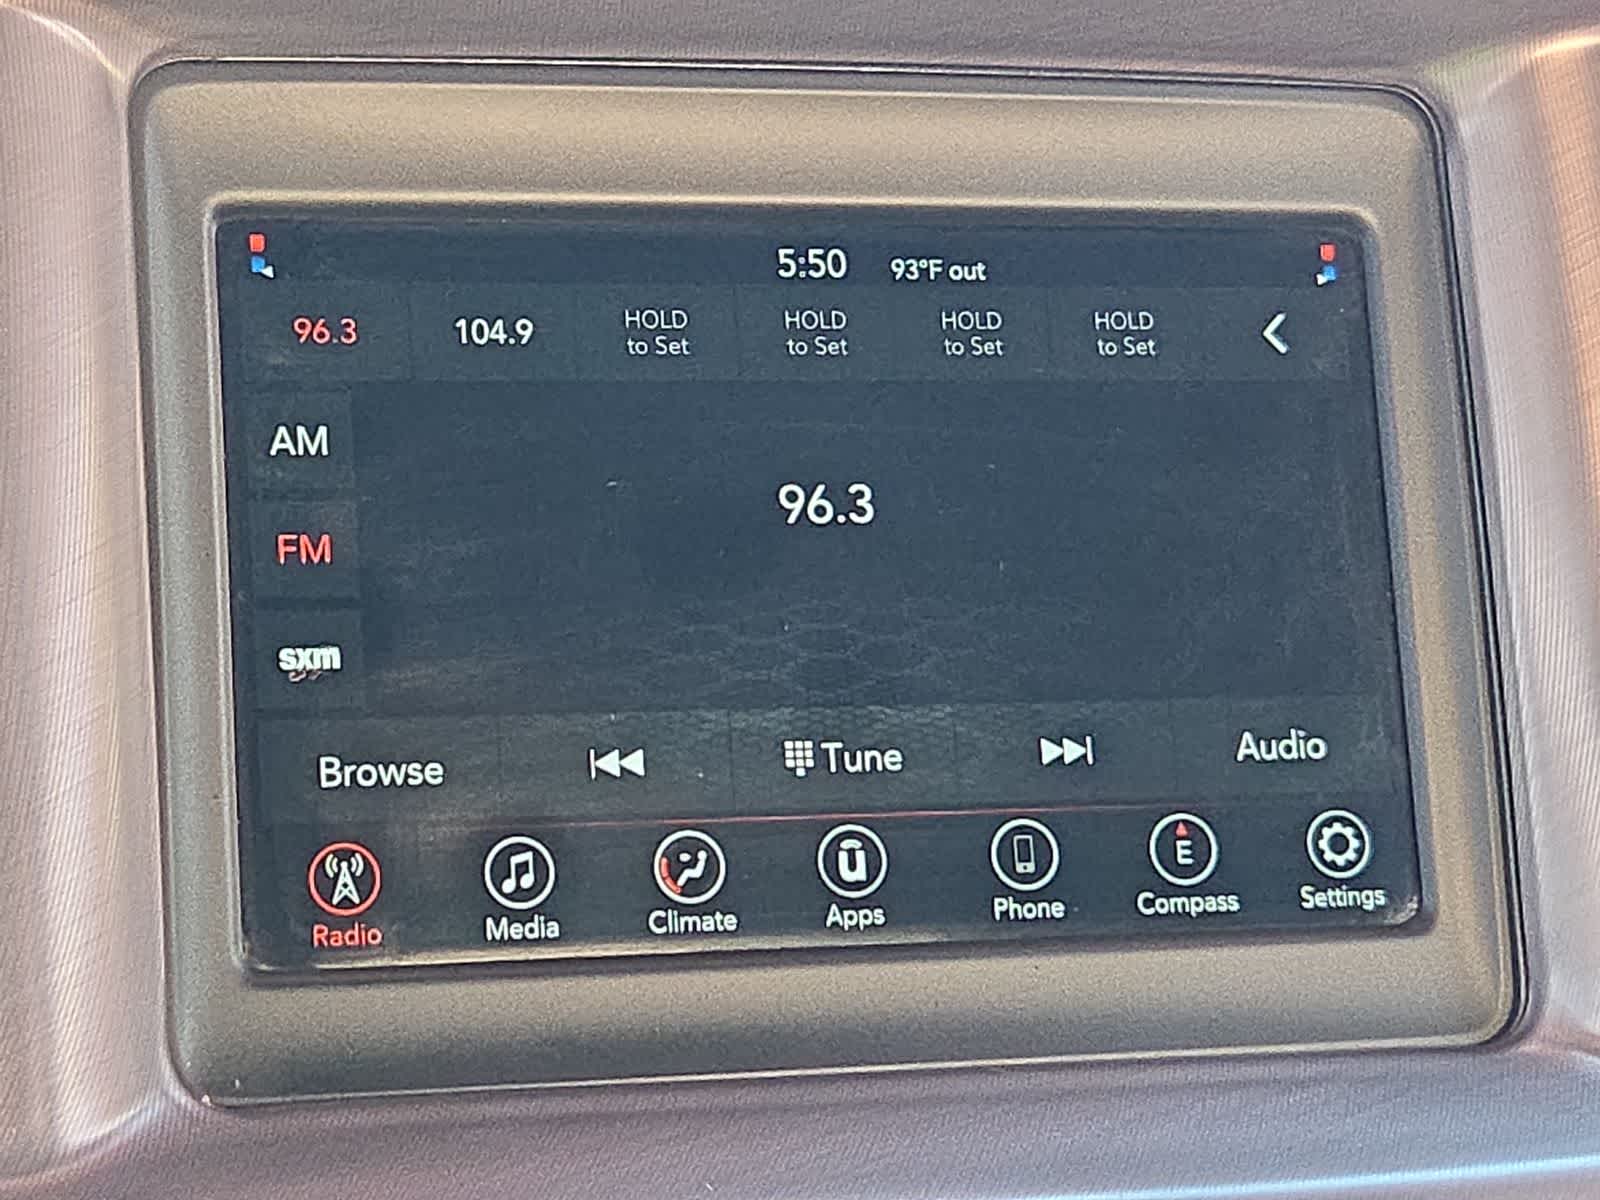 5:50 93°F out
96.3 104.9 HOLD HOLD HOLD HOLD
to Set to Set to Set to Set
AM
96.3
FM
sxm
Browse Tune Audio
E
Radio Media Climate Apps Phone Compass Settings